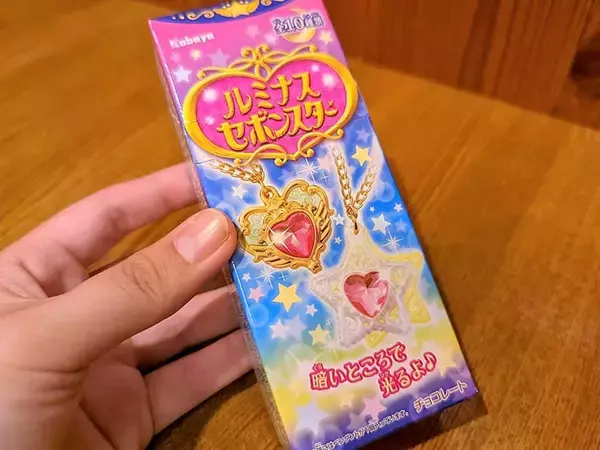 Kabaya
全10種類
ルミナス
セボンスター
暗いところで
光るよ♪
チョコレート